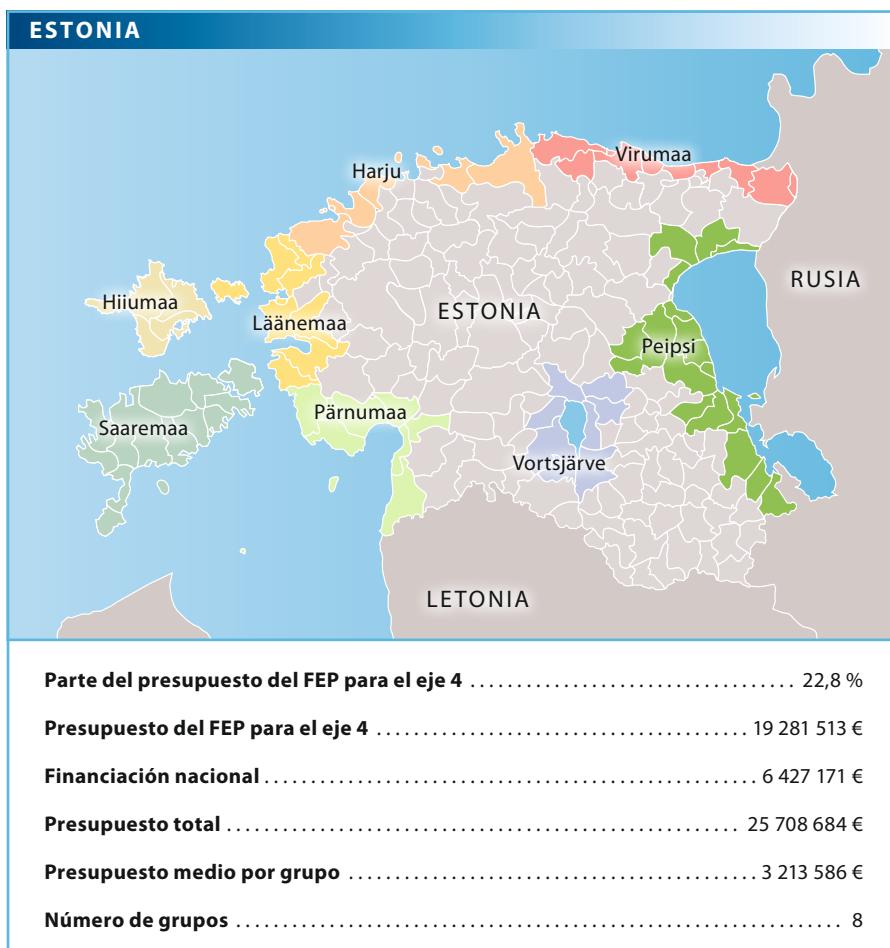 ESTONIA
Virumaa
Harju
RUSIA
Hiiumaa
ESTONIA
Läänemaa
Peipsi
Pärnumaa
Saaremaa
Vortsjärve
LETONIA
Parte del presupuesto del FEP para el eje 4 . . . . . . . . . . . . . . . . . . . . . . . . . . . . . . . . . 22,8 %
Presupuesto del FEP para el eje 4 . . . . . . . . . . . . . . . . . . . . . . . . . . . . . . . . . . . . . . 19 281 513 €
Financiación nacional . . . . . . . . . . . . . . . . . . . . . . . . . . . . . . . . . . . . . . . . . . . . . . . . . . . 6 427 171 €
Presupuesto total . . . . . . . . . . . . . . . . . . . . . . . . . . . . . . . . . . . . . . . . . . . . . . . . . . . . . 25 708 684 €
Presupuesto medio por grupo . . . . . . . . . . . . . . . . . . . . . . . . . . . . . . . . . . . . . . . . . . 3 213 586 €
Número de grupos . . . . . . . . . . . . . . . . . . . . . . . . . . . . . . . . . . . . . . . . . . . . . . . . . . . . . . . . . . . . . 8